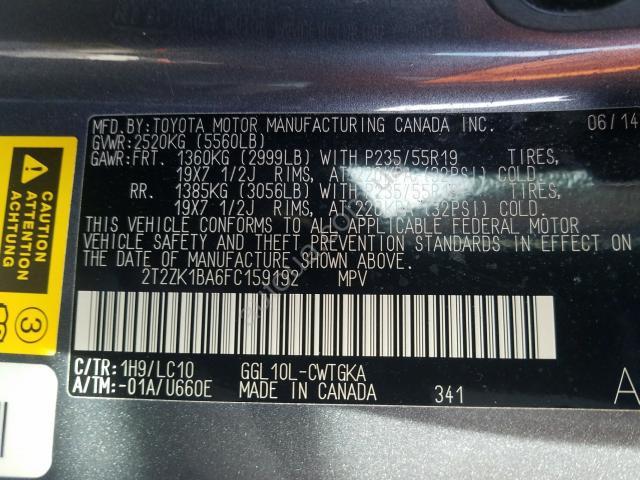 MFD.BY:TOYOTA MOTOR MANUFACTURING CANADA INC. 06/14
GVWR:2520KG (5560LB)
GAWR:FRT. 1360KG (2999LB) WITH P235/55R19 TIRES,
19X7 1/2J RIMS, AT COLD.
RR. 1385KG (3056LB) WITH P235/55R19 TIRES,
19X7 1/2J RIMS, AT COLD.
THIS VEHICLE CONFORMS TO ALL APPLICABLE FEDERAL MOTOR
VEHICLE SAFETY AND THEFT PREVENTION STANDARDS IN EFFECT ON
THE DATE OF MANUFACTURE SHOWN ABOVE.
2T2ZK1BA6FC159192 MPV
C/TR:1H9/LC10 GGL10L-CWTGKA
A/TM:-01A/U660E MADE IN CANADA 341
A
CAUTION
ATTENTION
ACHTUNG
3